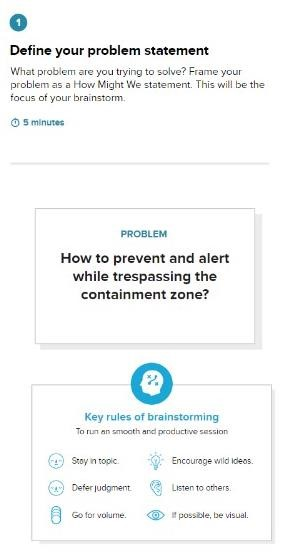 1
Define your problem statement
What problem are you trying to solve? Frame your
problem as a How Might We statement. This will be the
focus of your brainstorm.
5 minutes
PROBLEM
How to prevent and alert
while trespassing the
containment zone?
Key rules of brainstorming
To run an smooth and productive session
Stay in topic.
Encourage wild ideas.
Defer judgment.
Listen to others.
Go for volume.
If possible, be visual.